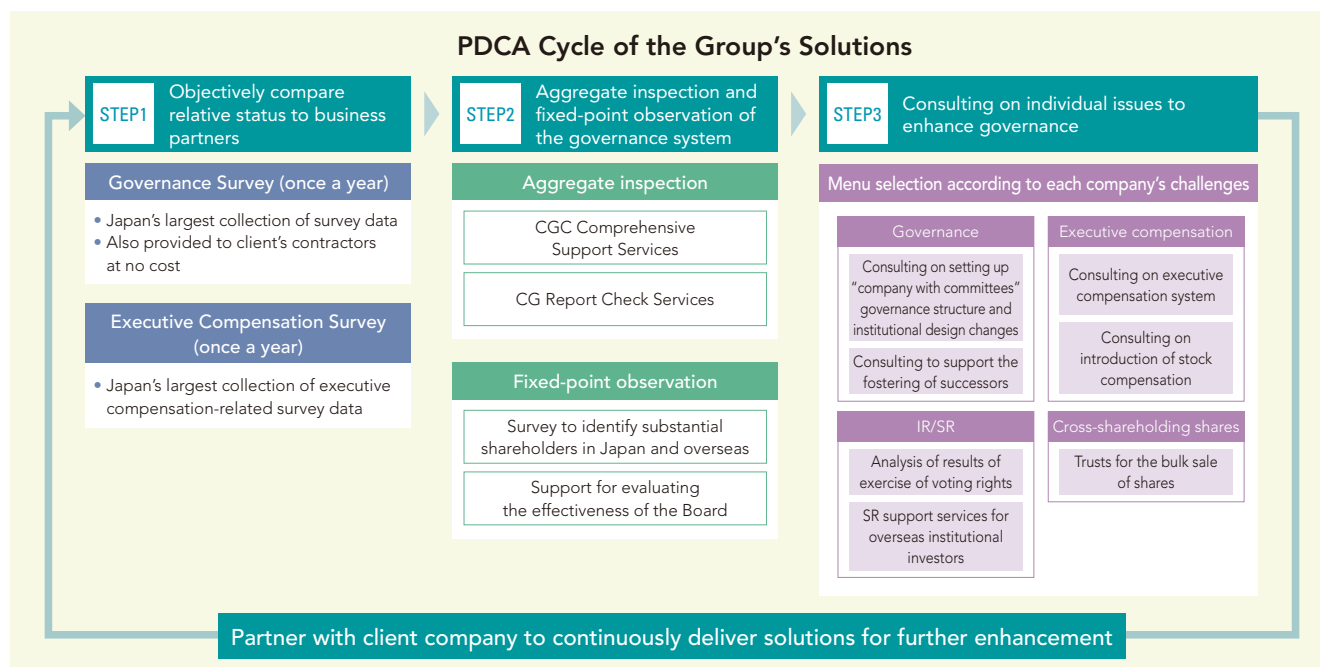 PDCA Cycle of the Group's Solutions
STEP1
Objectively compare
relative status to business
partners
Governance Survey (once a year)
• Japan's largest collection of survey data
• Also provided to client's contractors
at no cost
Executive Compensation Survey
(once a year)
• Japan's largest collection of executive
compensation-related survey data
STEP2
Aggregate inspection and
fixed-point observation of
the governance system
Aggregate inspection
CGC Comprehensive
Support Services
CG Report Check Services
Fixed-point observation
Survey to identify substantial
shareholders in Japan and overseas
Support for evaluating
the effectiveness of the Board
STEP3
Consulting on individual issues to
enhance governance
Menu selection according to each company's challenges
Governance
Consulting on setting up
"company with committees"
governance structure and
institutional design changes
Consulting to support the
fostering of successors
Executive compensation
Consulting on executive
compensation system
Consulting on
introduction of stock
compensation
IR/SR
Analysis of results of
exercise of voting rights
SR support services for
overseas institutional
investors
Cross-shareholding shares
Trusts for the bulk sale
of shares
Partner with client company to continuously deliver solutions for further enhancement